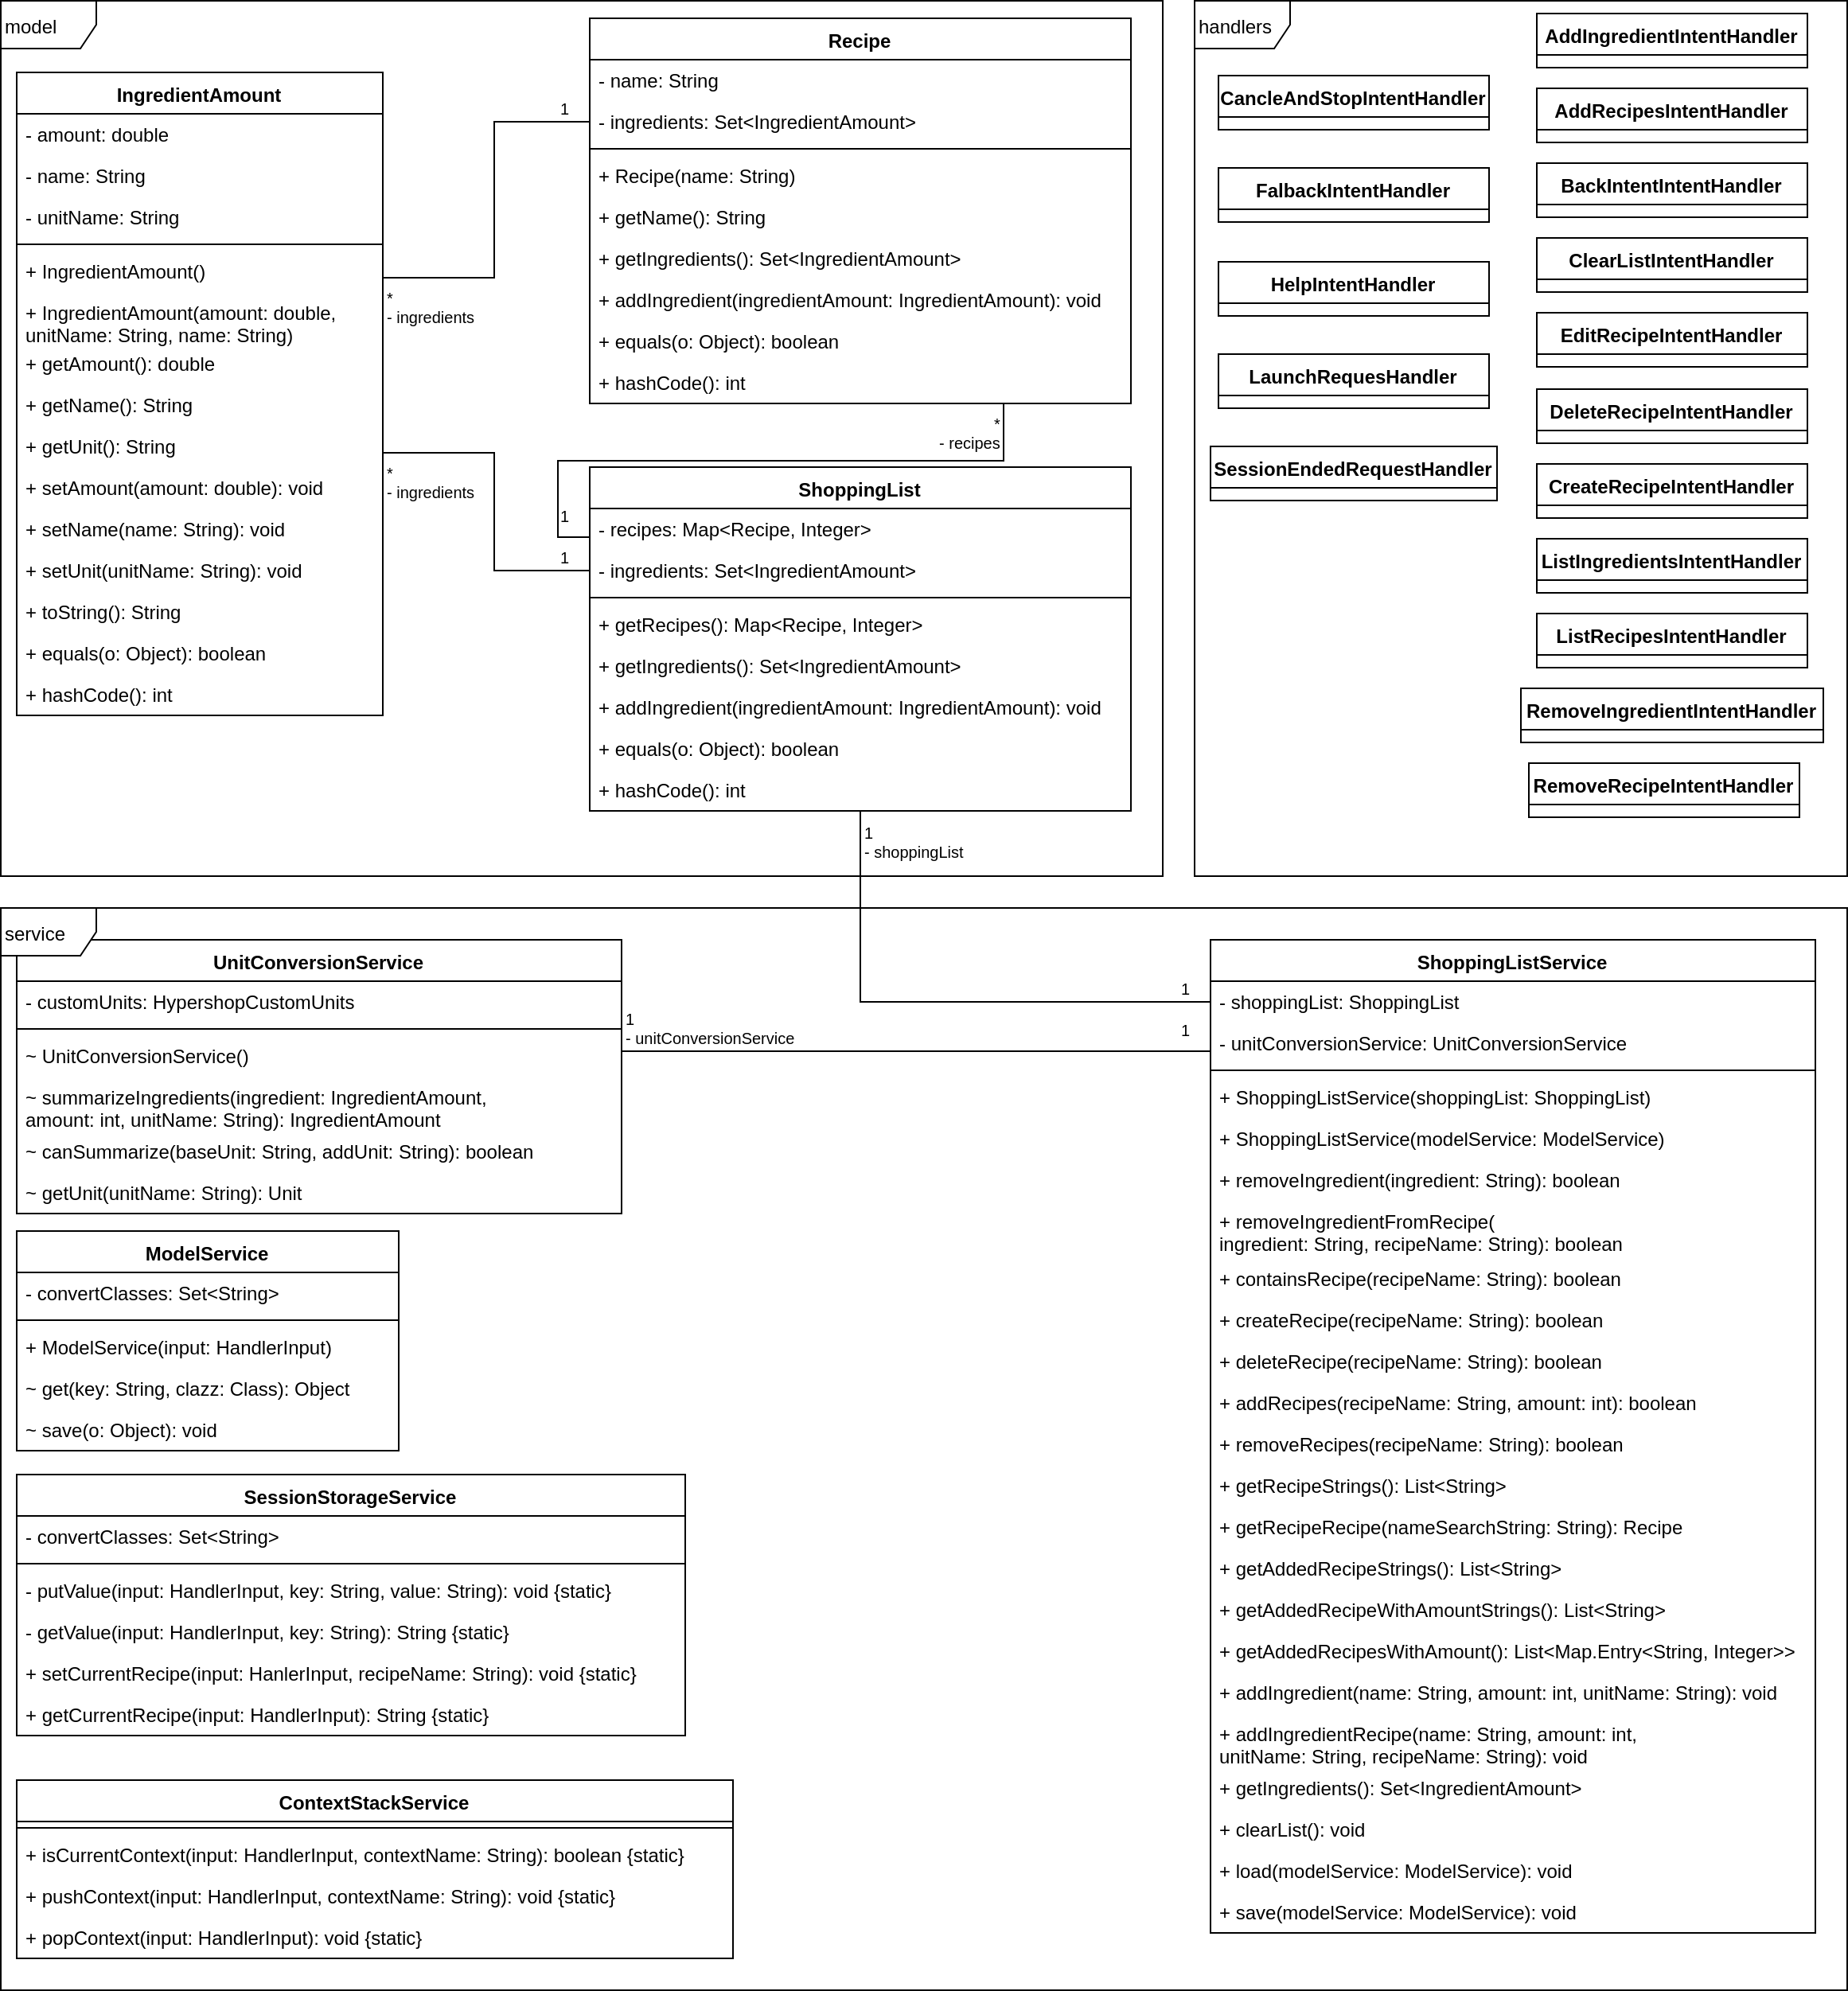 model
IngredientAmount
- amount: double
- name: String
- unitName: String
+ IngredientAmount()
+ IngredientAmount(amount: double,
unitName: String, name: String)
+ getAmount(): double
+ getName(): String
+ getUnit(): String
+ setAmount(amount: double): void
+ setName(name: String): void
+ setUnit(unitName: String): void
+ toString(): String
+ equals(o: Object): boolean
+ hashCode(): int
1
*
- ingredients
*
- ingredients
Recipe
- name: String
- ingredients: Set<IngredientAmount>
+ Recipe(name: String)
+ getName(): String
+ getIngredients(): Set<IngredientAmount>
+ addIngredient(ingredientAmount: IngredientAmount): void
+ equals(o: Object): boolean
+ hashCode(): int
*
- recipes
1
1
ShoppingList
- recipes: Map<Recipe, Integer>
- ingredients: Set<IngredientAmount>
+ getRecipes(): Map<Recipe, Integer>
+ getIngredients(): Set<IngredientAmount>
+ addIngredient(ingredientAmount: IngredientAmount): void
+ equals(o: Object): boolean
+ hashCode(): int
1
- shoppingList
handlers
CancleAndStopIntentHandler
FalbackIntentHandler
HelpIntentHandler
LaunchRequesHandler
SessionEndedRequestHandler
AddIngredientIntentHandler
AddRecipesIntentHandler
BackIntentIntentHandler
ClearListIntentHandler
EditRecipeIntentHandler
DeleteRecipeIntentHandler
CreateRecipeIntentHandler
ListIngredientsIntentHandler
ListRecipesIntentHandler
RemoveIngredientIntentHandler
RemoveRecipeIntentHandler
service
UnitConversionService
- customUnits: HypershopCustomUnits
~ UnitConversionService()
~ summarizeIngredients(ingredient: IngredientAmount,
amount: int, unitName: String): IngredientAmount
~ canSummarize(baseUnit: String, addUnit: String): boolean
~ getUnit(unitName: String): Unit
1
- unitConversionService
1
1
ModelService
- convertClasses: Set<String>
+ ModelService(input: HandlerInput)
~ get(key: String, clazz: Class): Object
~ save(o: Object): void
SessionStorageService
- convertClasses: Set<String>
- putValue(input: HandlerInput, key: String, value: String): void {static}
- getValue(input: HandlerInput, key: String): String {static}
+ setCurrentRecipe(input: HanlerInput, recipeName: String): void {static}
+ getCurrentRecipe(input: HandlerInput): String {static}
ContextStackService
+ isCurrentContext(input: HandlerInput, contextName: String): boolean {static}
+ pushContext(input: HandlerInput, contextName: String): void {static}
+ popContext(input: HandlerInput): void {static}
ShoppingListService
- shoppingList: ShoppingList
- unitConversionService: UnitConversionService
+ ShoppingListService(shoppingList: ShoppingList)
+ ShoppingListService(modelService: ModelService)
+ removeIngredient(ingredient: String): boolean
+ removeIngredientFromRecipe(
ingredient: String, recipeName: String): boolean
+ containsRecipe(recipeName: String): boolean
+ createRecipe(recipeName: String): boolean
+ deleteRecipe(recipeName: String): boolean
+ addRecipes(recipeName: String, amount: int): boolean
+ removeRecipes(recipeName: String): boolean
+ getRecipeStrings(): List<String>
+ getRecipeRecipe(nameSearchString: String): Recipe
+ getAddedRecipeStrings(): List<String>
+ getAddedRecipeWithAmountStrings(): List<String>
+ getAddedRecipesWithAmount(): List<Map.Entry<String, Integer>>
+ addIngredient(name: String, amount: int, unitName: String): void
+ addIngredientRecipe(name: String, amount: int,
unitName: String, recipeName: String): void
+ getIngredients(): Set<IngredientAmount>
+ clearList(): void
+ load(modelService: ModelService): void
+ save(modelService: ModelService): void